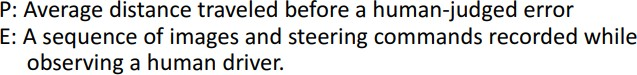 P: Average distance traveled before a human-judged error
E: A sequence of images and steering commands recorded while
observing a human driver.